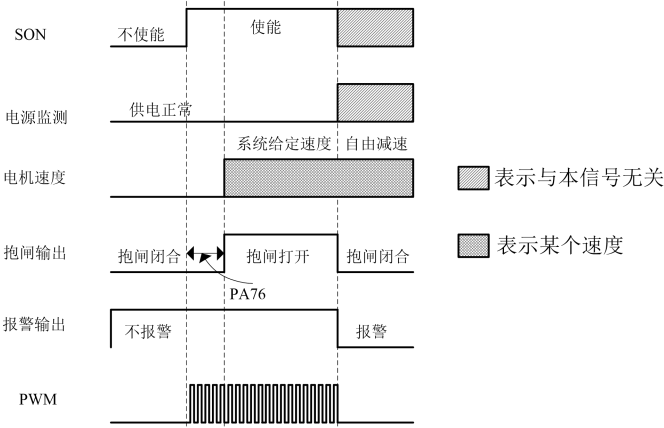 SON
不使能
使能
电源监测
供电正常
系统给定速度
自由减速
电机速度
表示与本信号无关
抱闸输出
抱闸闭合
抱闸打开
抱闸闭合
表示某个速度
PA76
报警输出
不报警
报警
PWM